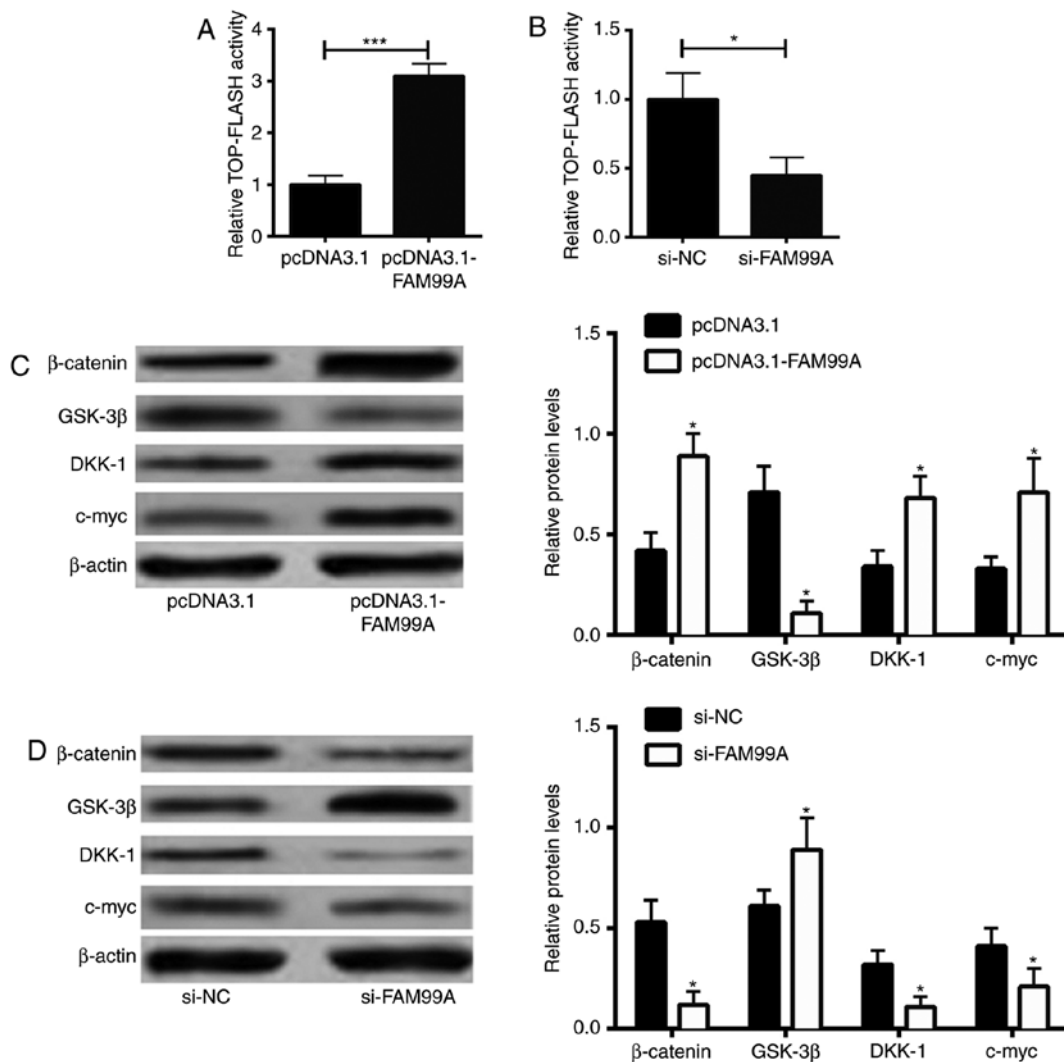 A
Relative TOP-FLASH activity
4
3
2
1
0
***
pcDNA3.1
pcDNA3.1-
FAM99A
B
Relative TOP-FLASH activity
1.5
1.0
0.5
0.0
*
si-NC
si-FAM99A
C
β-catenin
GSK-3β
DKK-1
c-myc
β-actin
pcDNA3.1
pcDNA3.1-
FAM99A
pcDNA3.1
pcDNA3.1-FAM99A
Relative protein levels
1.5
1.0
0.5
0.0
*
*
*
*
β-catenin
GSK-3β
DKK-1
c-myc
D
β-catenin
GSK-3β
DKK-1
c-myc
β-actin
si-NC
si-FAM99A
si-NC
si-FAM99A
Relative protein levels
1.5
1.0
0.5
0.0
*
*
*
*
β-catenin
GSK-3β
DKK-1
c-myc